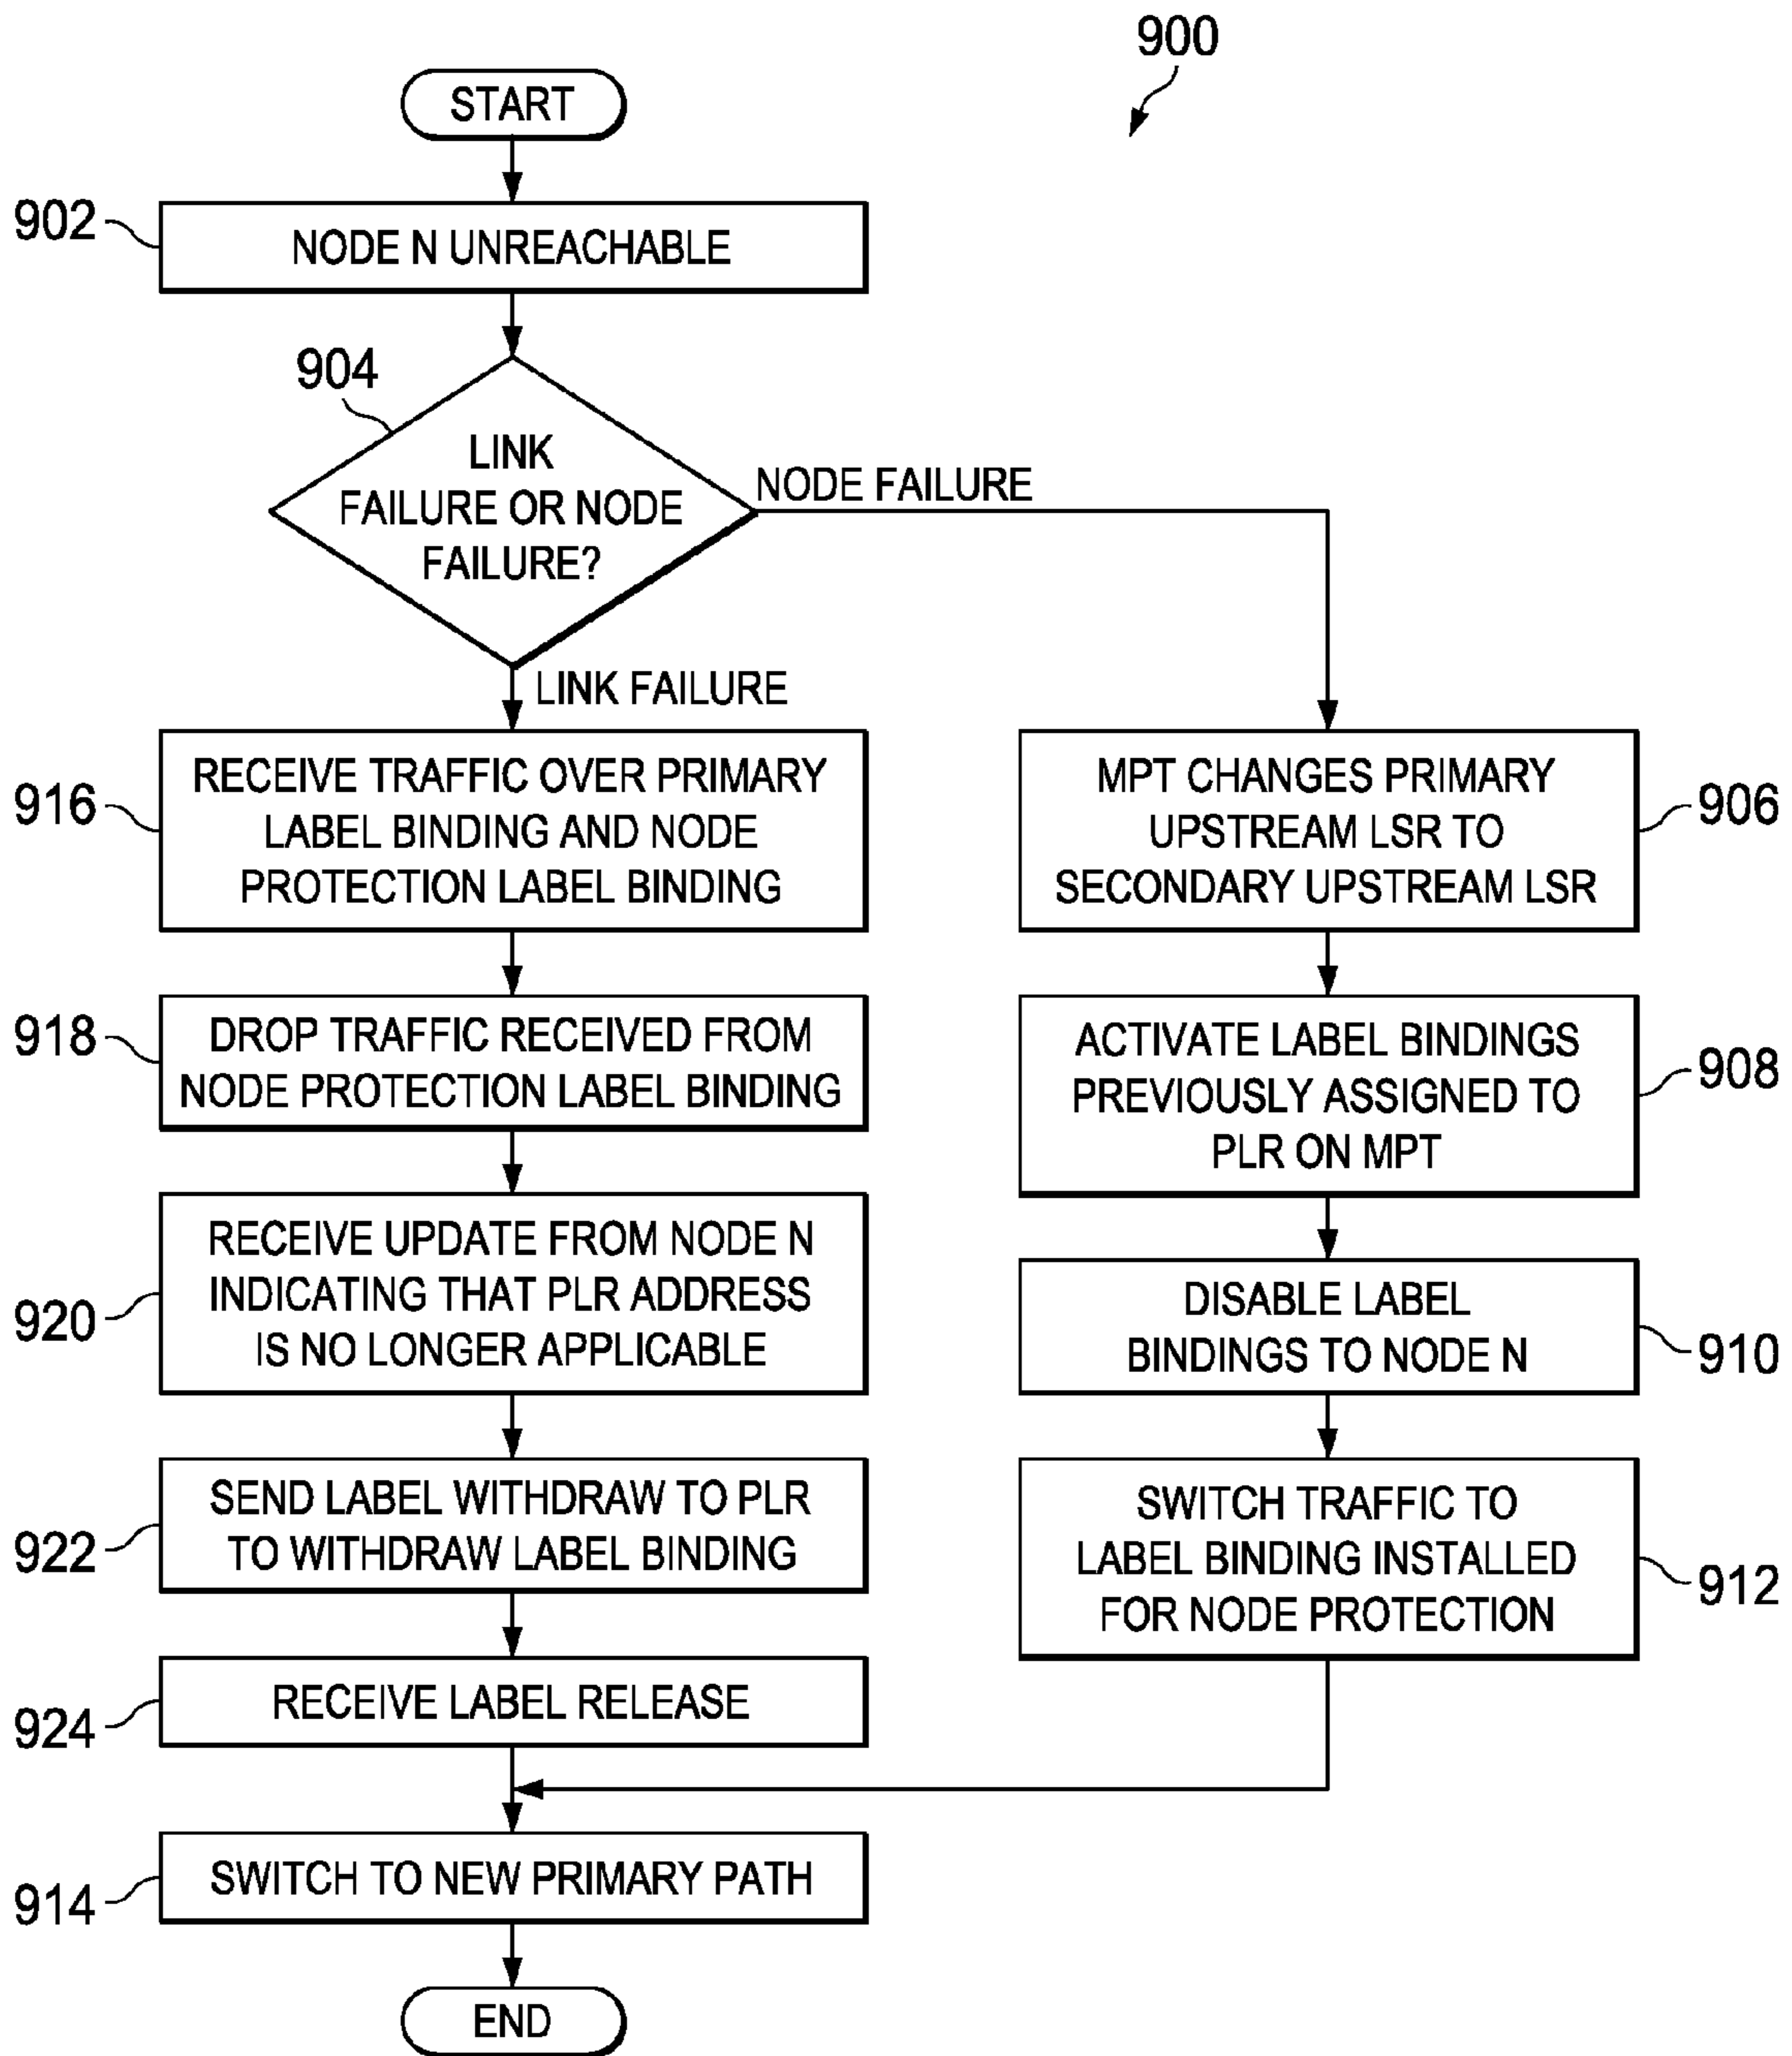 900
START
902
NODE N UNREACHABLE
904
LINK
FAILURE OR NODE
FAILURE?
NODE FAILURE
LINK FAILURE
916
RECEIVE TRAFFIC OVER PRIMARY
LABEL BINDING AND NODE
PROTECTION LABEL BINDING
918
DROP TRAFFIC RECEIVED FROM
NODE PROTECTION LABEL BINDING
920
RECEIVE UPDATE FROM NODE N
INDICATING THAT PLR ADDRESS
IS NO LONGER APPLICABLE
922
SEND LABEL WITHDRAW TO PLR
TO WITHDRAW LABEL BINDING
924
RECEIVE LABEL RELEASE
MPT CHANGES PRIMARY
UPSTREAM LSR TO
SECONDARY UPSTREAM LSR
906
ACTIVATE LABEL BINDINGS
PREVIOUSLY ASSIGNED TO
PLR ON MPT
908
DISABLE LABEL
BINDINGS TO NODE N
910
SWITCH TRAFFIC TO
LABEL BINDING INSTALLED
FOR NODE PROTECTION
912
914
SWITCH TO NEW PRIMARY PATH
END